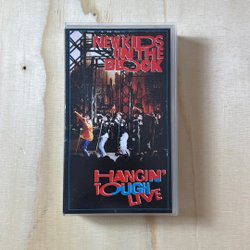 NEW KIDS
ON THE
BLOCK
HANGIN'
TOUGH
LIVE